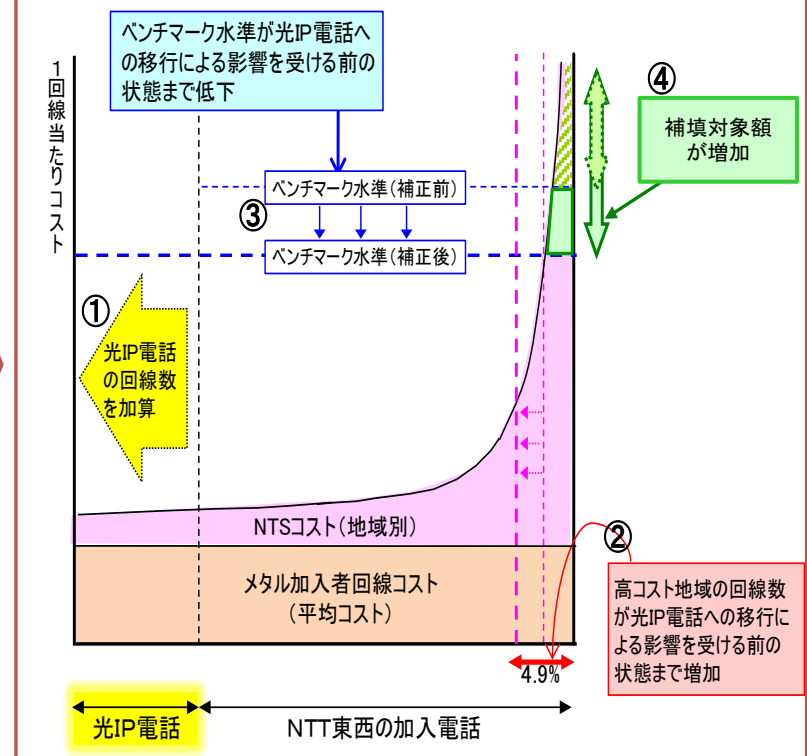 ベンチマーク水準が光IP電話へ
の移行による影響を受ける前の
状態まで低下
1回線当たりコスト
④
補填対象額
が増加
ベンチマーク水準(補正前)
③
ベンチマーク水準(補正後)
①
光IP電話
の回線数
を加算
NTSコスト(地域別)
②
メタル加入者回線コスト
(平均コスト)
高コスト地域の回線数
が光IP電話への移行に
よる影響を受ける前の
状態まで増加
4.9%
光IP電話
NTT東西の加入電話